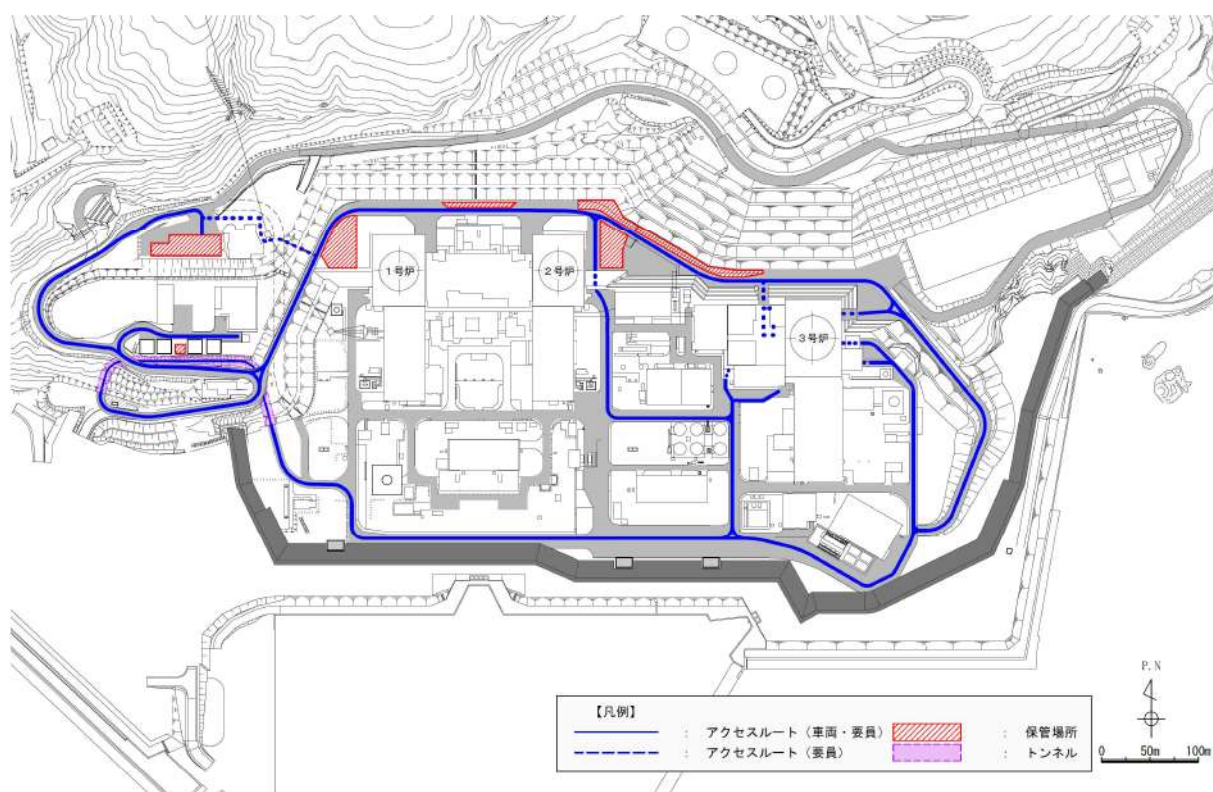 1号炉
2号炉
3号炉
P.N
0 50m 100m
【凡例】
: アクセスルート（車両・要員） : 保管場所
: アクセスルート（要員） : トンネル